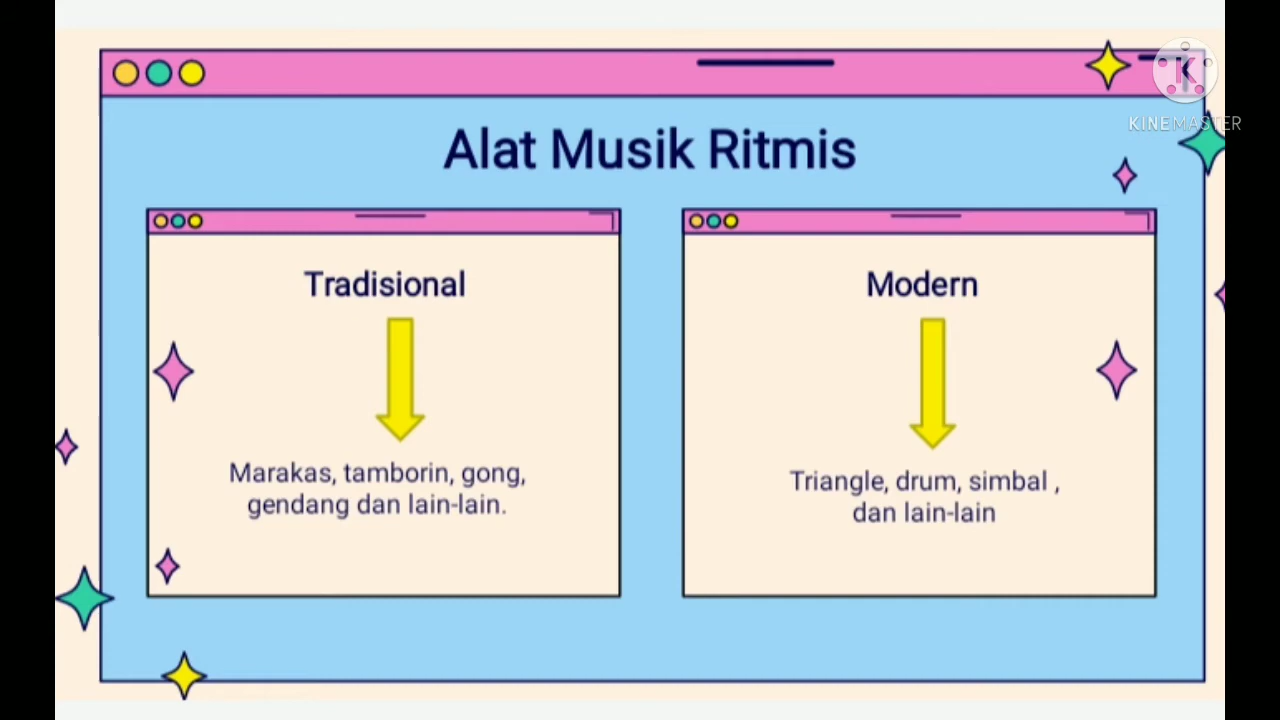 K
KINEMASTER
Alat Musik Ritmis
Tradisional
Marakas, tamborin, gong,
gendang dan lain-lain.
Modern
Triangle, drum, simbal ,
dan lain-lain